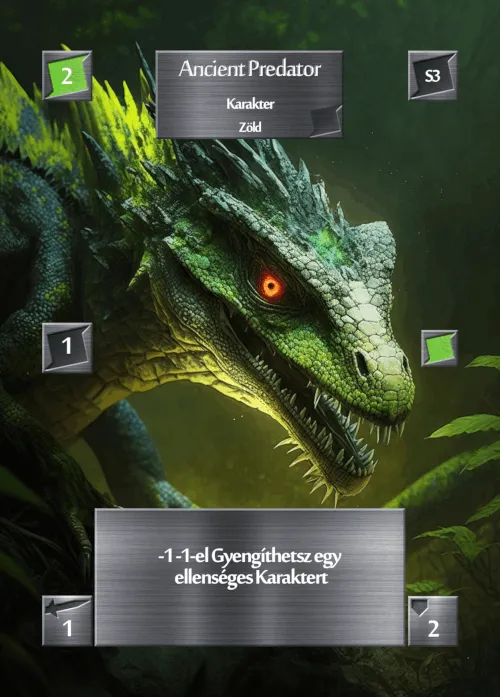 2
Ancient Predator
S3
Karakter
Zöld
1
-1 -1-el Gyengíthetsz egy
ellenséges Karaktert
1
2